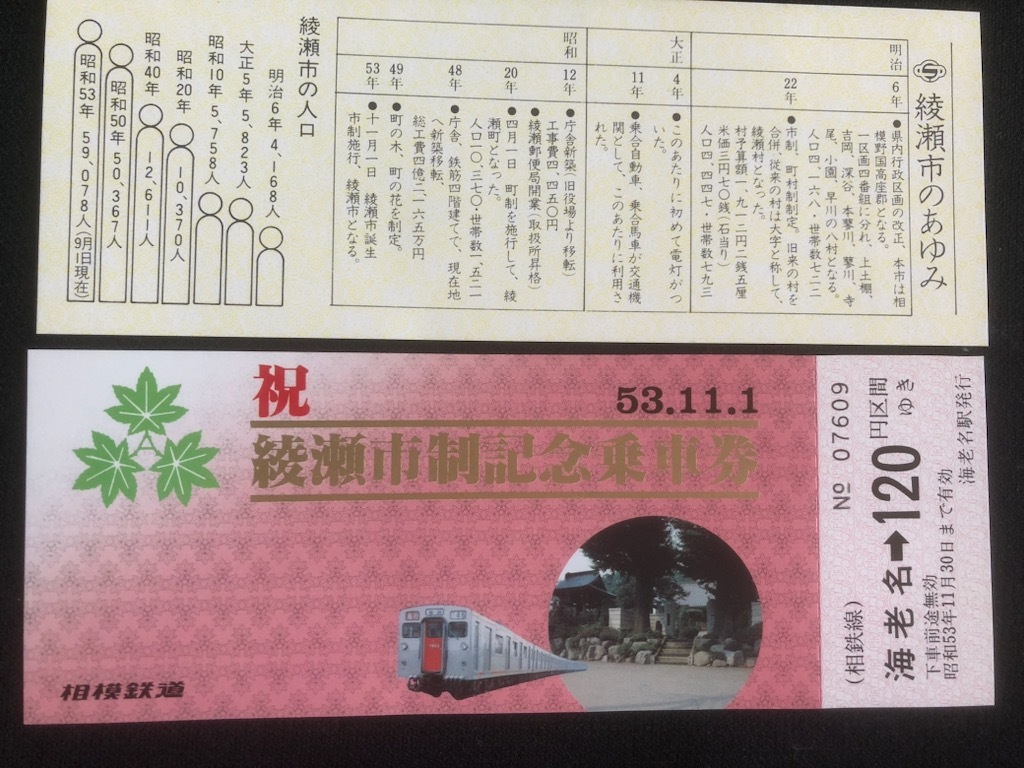 綾瀬市のあゆみ
明治
6年
●県内行政区画の改正、本市は相
模野国高座郡となる。
一区画四番組に分れ、上土棚、
吉岡、深谷、本蓼川、蓼川、寺
尾、小園、早川の八村となる。
人口四、一六八・世帯数七二二
22年
●市制、町村制制定。旧来の村を
合併、従来の村は大字と称して、
綾瀬村となった。
村予算額一、九一二円二銭五厘
米価三円七〇銭(石当り)
人口四、四四七・世帯数七九三
大正
4年
●このあたりに初めて電灯がつ
いた。
11年
●乗合自動車、乗合馬車が交通機
関として、このあたりに利用さ
れた。
昭和
12年
●庁舎新築(旧役場より移転)
工事費四、四五〇円
●綾瀬郵便局開業(取扱所昇格)
20年
●四月一日 町制を施行して、綾
瀬町となった。
人口一〇、三七〇・世帯数一、五二一
48年
●庁舎、鉄筋四階建てで、現在地
へ新築移転、
総工費四億二一六五万円
49年
●町の木、町の花を制定。
53年
●十一月一日 綾瀬市誕生
市制施行、綾瀬市となる。
綾瀬市の人口
明治6年 4,168人
大正5年 5,823人
昭和10年 5,758人
昭和20年 10,370人
昭和40年 12,611人
昭和50年 50,367人
昭和53年 59,078人(9月1日現在)
祝
53.11.1
綾瀬市制記念乗車券
相模鉄道
№ 07609
(相鉄線)
海老名➡120円区間ゆき
下車前途無効
昭和53年11月30日まで有効
海老名駅発行